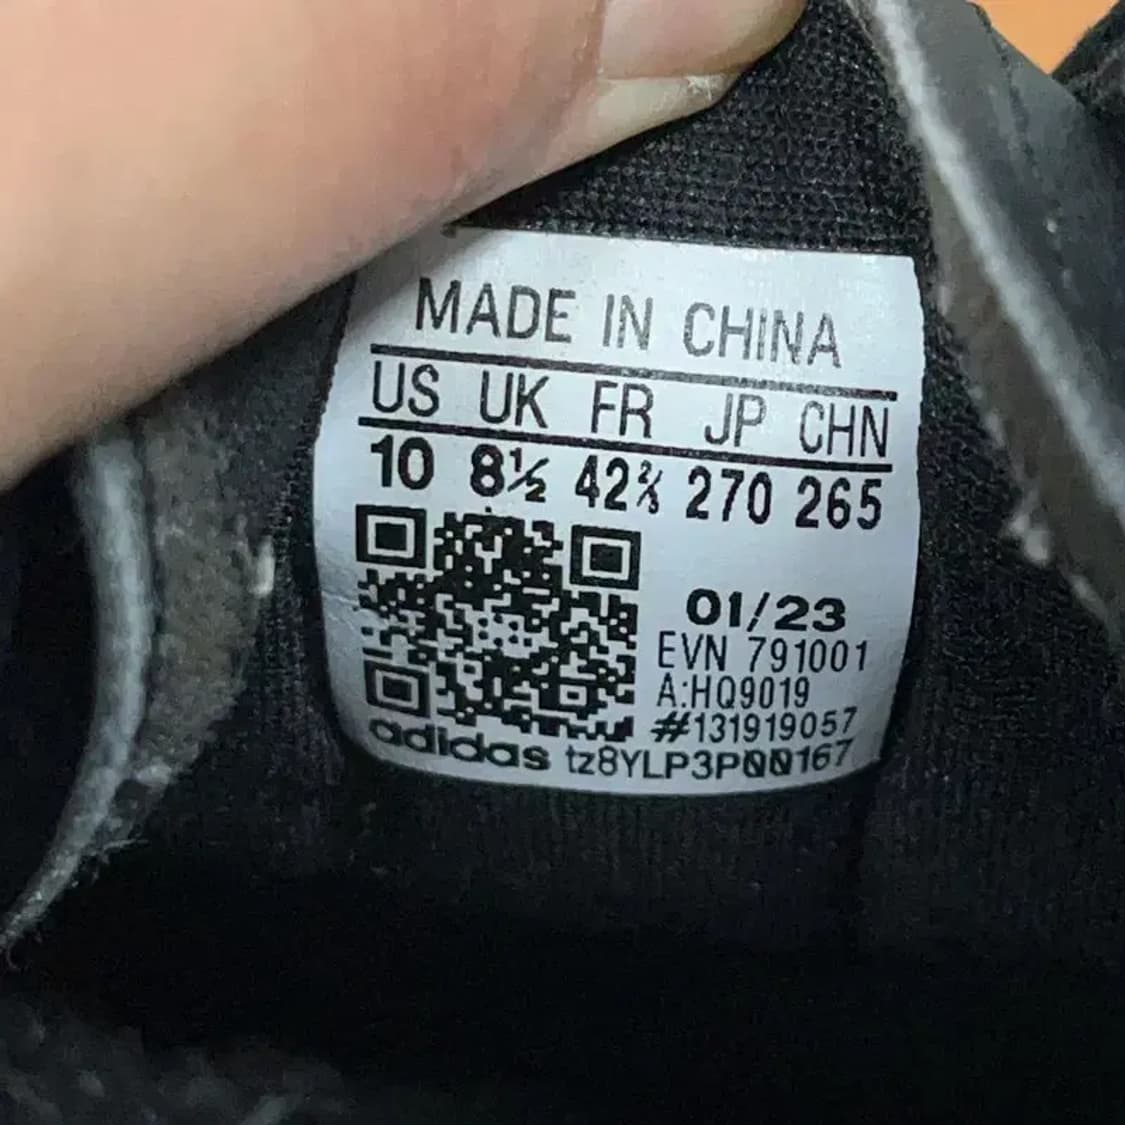 MADE IN CHINA
US UK FR JP CHN
10 8½ 42⅔ 270 265
01/23
EVN 791001
A:HQ9019
#131919057
adidas tz8YLP3P00167